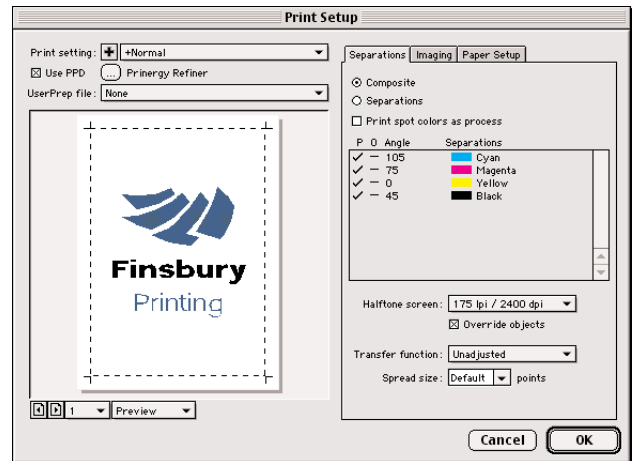 Print Setup
Print setting: +Normal
Use PPD ... Prinergy Refiner
UserPrep file: None
Finsbury
Printing
1 Preview
Separations Imaging Paper Setup
Composite
Separations
Print spot colors as process
P O Angle Separations
105 Cyan
75 Magenta
0 Yellow
45 Black
Halftone screen: 175 lpi / 2400 dpi
Override objects
Transfer function: Unadjusted
Spread size: Default points
Cancel OK